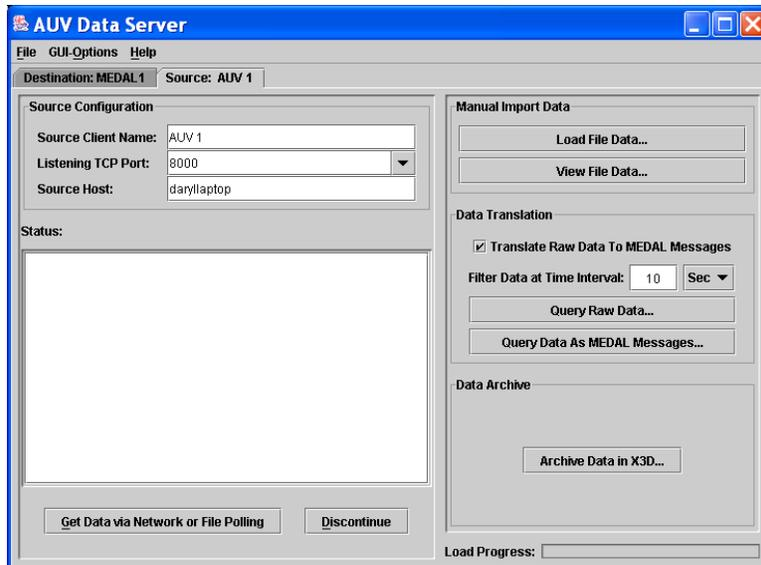 AUV Data Server
File GUI-Options Help
Destination: MEDAL1 Source: AUV 1
Source Configuration
Source Client Name: AUV 1
Listening TCP Port: 8000
Source Host: daryllaptop
Status:
Get Data via Network or File Polling Discontinue
Manual Import Data
Load File Data...
View File Data...
Data Translation
Translate Raw Data To MEDAL Messages
Filter Data at Time Interval: 10 Sec
Query Raw Data...
Query Data As MEDAL Messages...
Data Archive
Archive Data in X3D...
Load Progress: